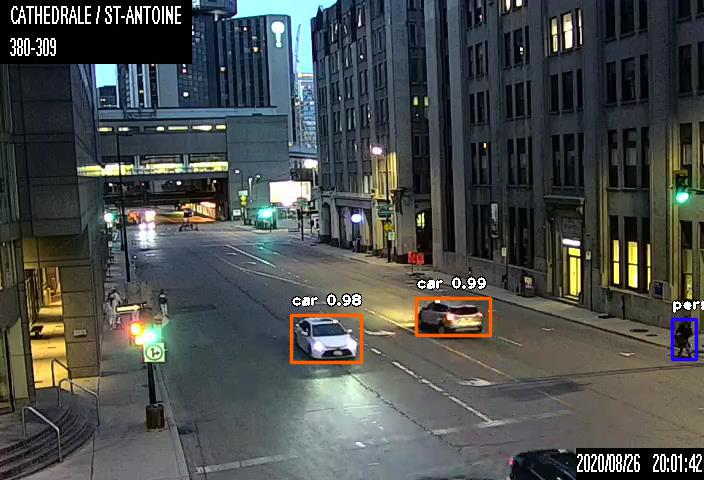 CATHEDRALE / ST-ANTOINE
380-309
car 0.99
car 0.98
pers
2020/08/26 20:01:42